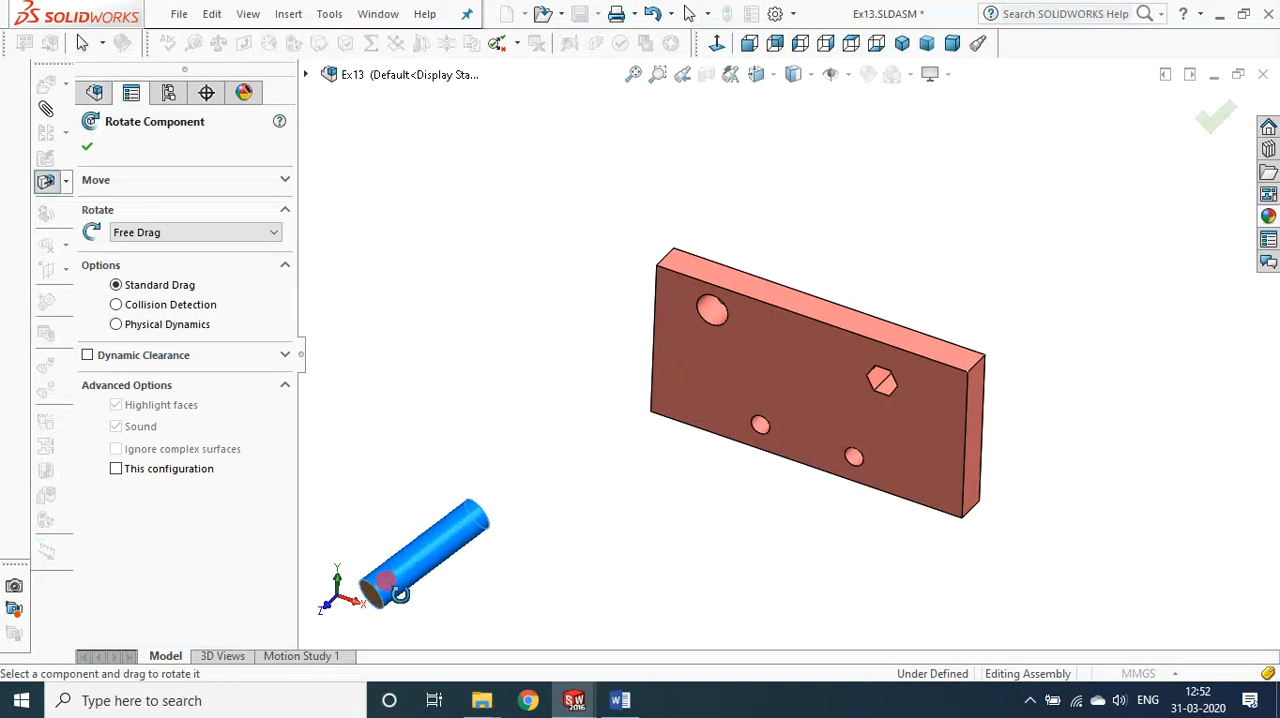 SOLIDWORKS File Edit View Insert Tools Window Help Ex13.SLDASM * Search SOLIDWORKS Help ?
Ex13 (Default<Display Sta...
Rotate Component
Move
Rotate
Free Drag
Options
Standard Drag
Collision Detection
Physical Dynamics
Dynamic Clearance
Advanced Options
Highlight faces
Sound
Ignore complex surfaces
This configuration
Y
Z
X
Model 3D Views Motion Study 1
Select a component and drag to rotate it Under Defined Editing Assembly MMGS
Type here to search SW 2016 W ENG 12:52
31-03-2020